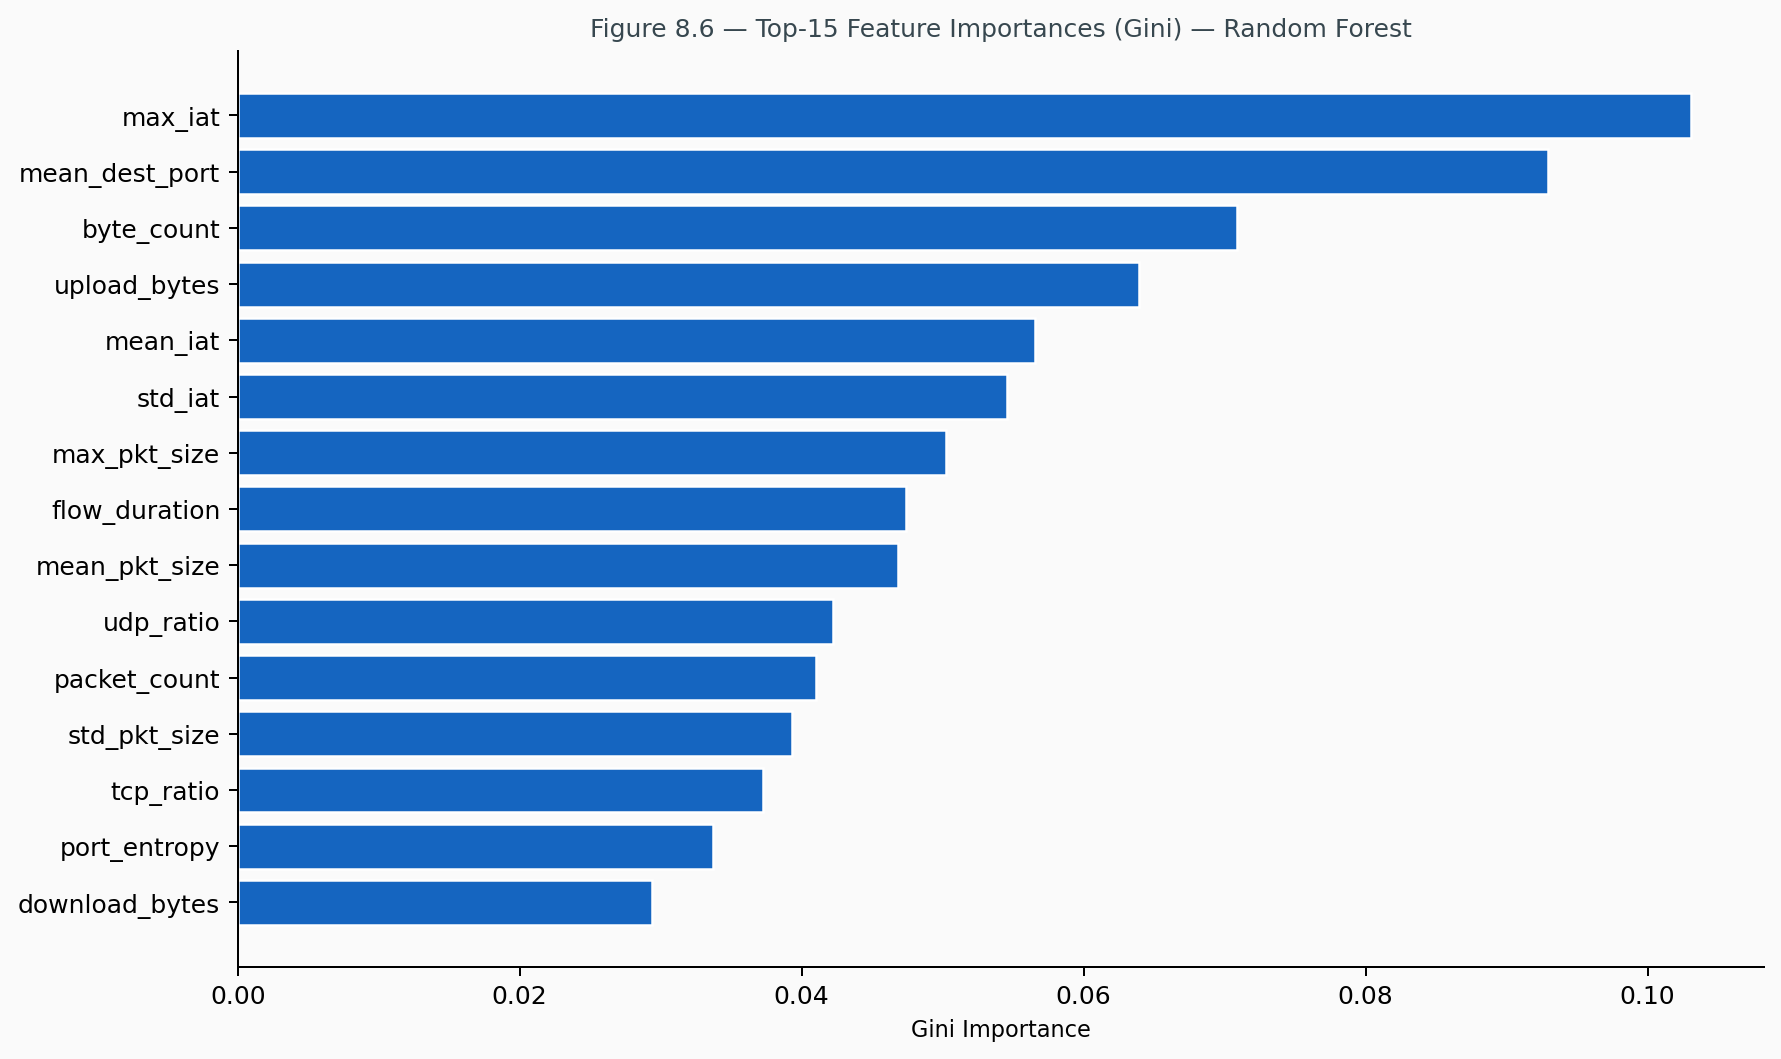 Figure 8.6 — Top-15 Feature Importances (Gini) — Random Forest
max_iat
mean_dest_port
byte_count
upload_bytes
mean_iat
std_iat
max_pkt_size
flow_duration
mean_pkt_size
udp_ratio
packet_count
std_pkt_size
tcp_ratio
port_entropy
download_bytes
0.00 0.02 0.04 0.06 0.08 0.10
Gini Importance